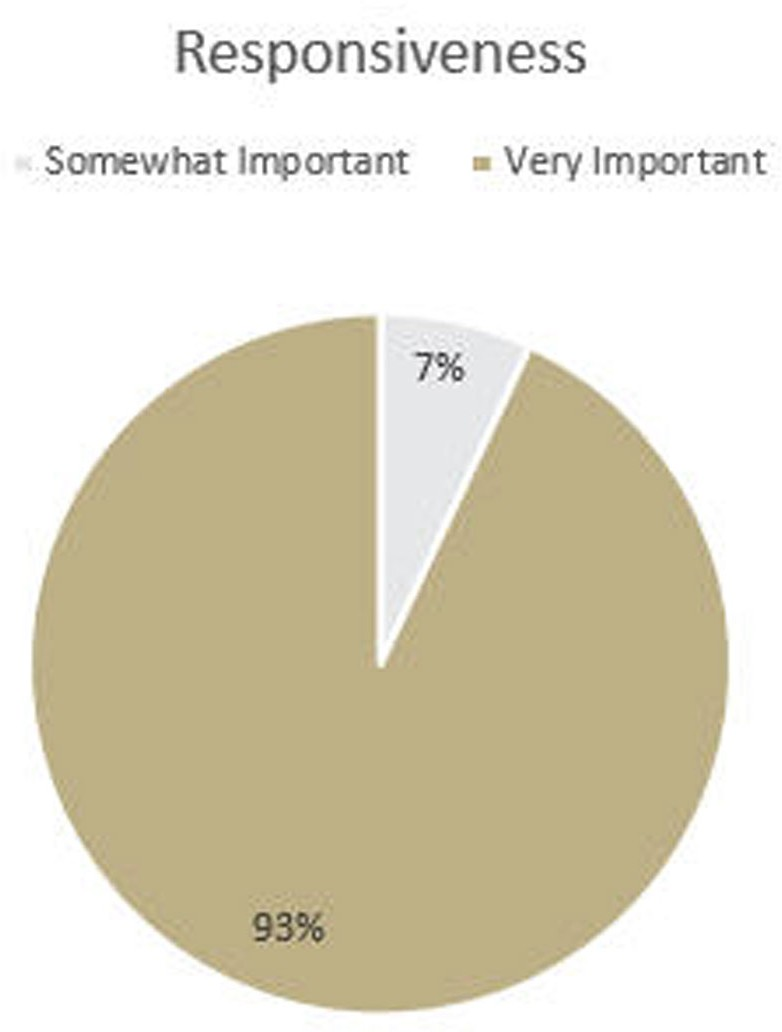 Responsiveness
Somewhat Important Very Important
7%
93%